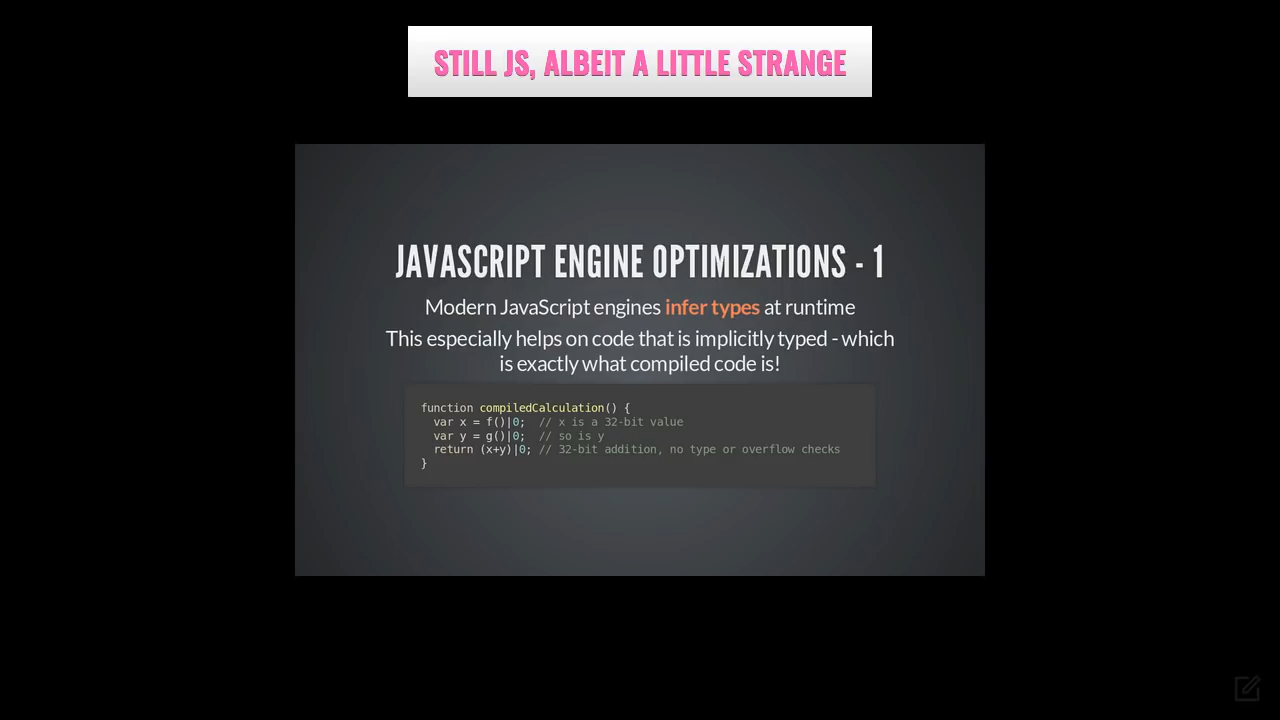 STILL JS, ALBEIT A LITTLE STRANGE
JAVASCRIPT ENGINE OPTIMIZATIONS - 1
Modern JavaScript engines infer types at runtime
This especially helps on code that is implicitly typed - which
is exactly what compiled code is!
function compiledCalculation() {
  var x = f()|0;  // x is a 32-bit value
  var y = g()|0;  // so is y
  return (x+y)|0; // 32-bit addition, no type or overflow checks
}